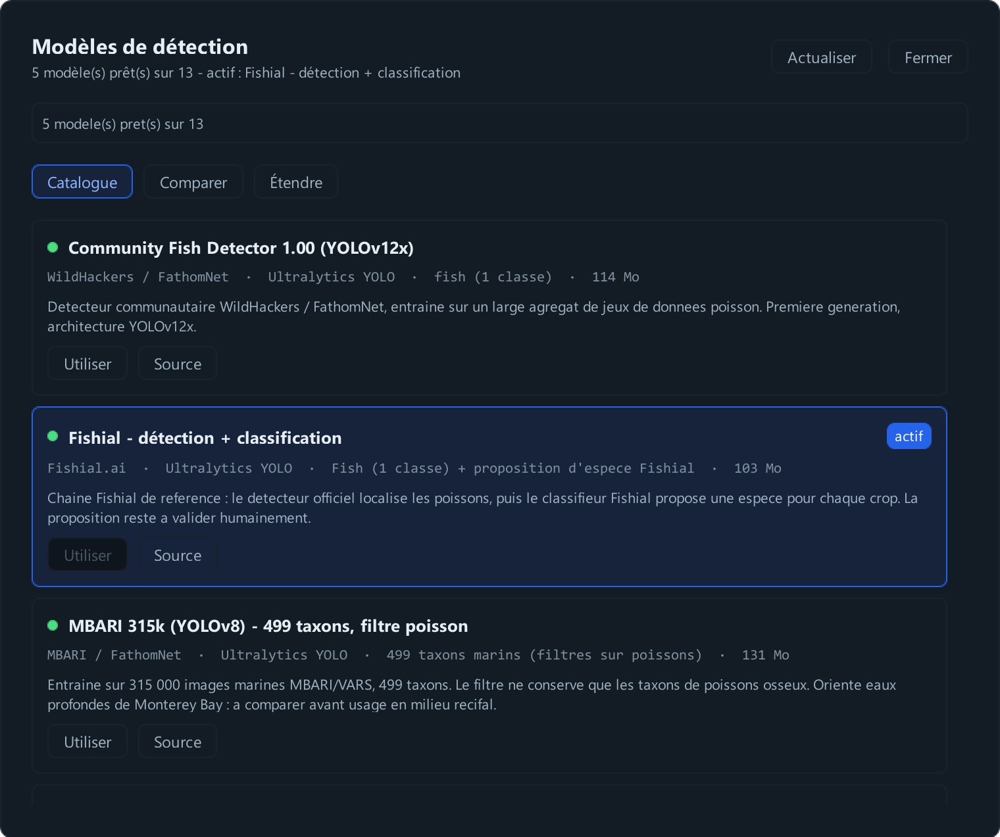 Modèles de détection
5 modèle(s) prêt(s) sur 13 - actif : Fishial - détection + classification
Actualiser
Fermer
5 modele(s) pret(s) sur 13
Catalogue
Comparer
Étendre
Community Fish Detector 1.00 (YOLOv12x)
WildHackers / FathomNet · Ultralytics YOLO · fish (1 classe) · 114 Mo
Detecteur communautaire WildHackers / FathomNet, entraine sur un large agregat de jeux de donnees poisson. Premiere generation,
architecture YOLOv12x.
Utiliser
Source
Fishial - détection + classification
actif
Fishial.ai · Ultralytics YOLO · Fish (1 classe) + proposition d'espece Fishial · 103 Mo
Chaine Fishial de reference : le detecteur officiel localise les poissons, puis le classifieur Fishial propose une espece pour chaque crop. La
proposition reste a valider humainement.
Utiliser
Source
MBARI 315k (YOLOv8) - 499 taxons, filtre poisson
MBARI / FathomNet · Ultralytics YOLO · 499 taxons marins (filtres sur poissons) · 131 Mo
Entraine sur 315 000 images marines MBARI/VARS, 499 taxons. Le filtre ne conserve que les taxons de poissons osseux. Oriente eaux
profondes de Monterey Bay : a comparer avant usage en milieu recifal.
Utiliser
Source